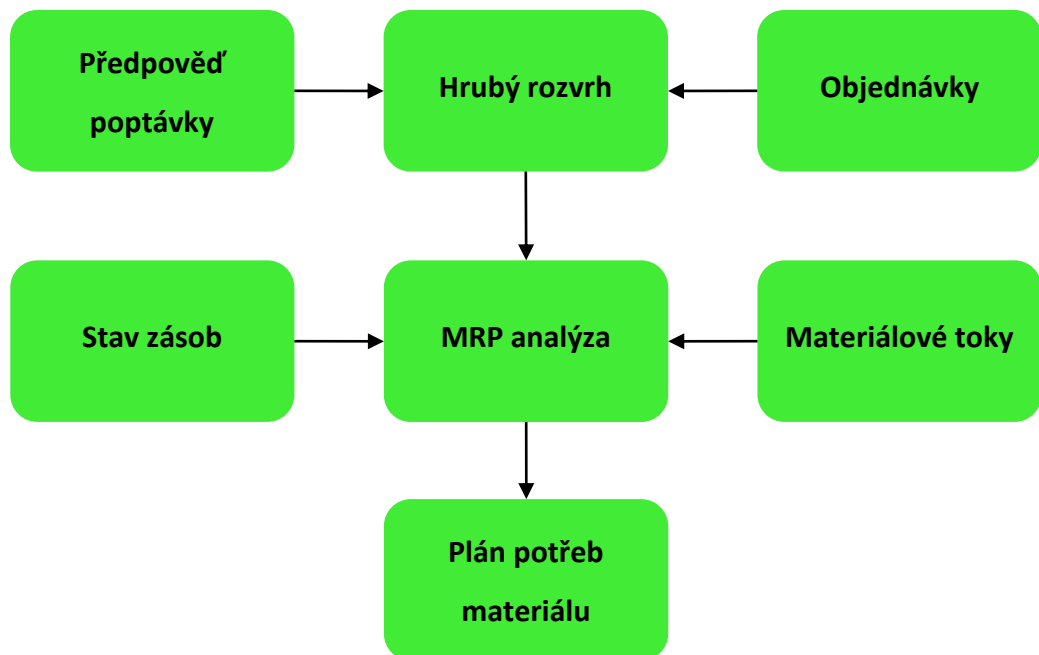 Předpověď
poptávky
Hrubý rozvrh
Objednávky
Stav zásob
MRP analýza
Materiálové toky
Plán potřeb
materiálu